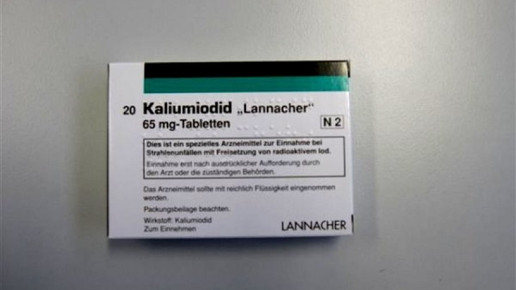 20 Kaliumiodid „Lannacher“
65 mg-Tabletten
N 2
Dies ist ein spezielles Arzneimittel zur Einnahme bei
Strahlenunfällen mit Freisetzung von radioaktivem Iod.
Einnahme erst nach ausdrücklicher Aufforderung durch
den Arzt oder die zuständigen Behörden.
Das Arzneimittel sollte mit reichlich Flüssigkeit eingenommen
werden.
Packungsbeilage beachten.
Wirkstoff: Kaliumiodid
Zum Einnehmen
LANNACHER